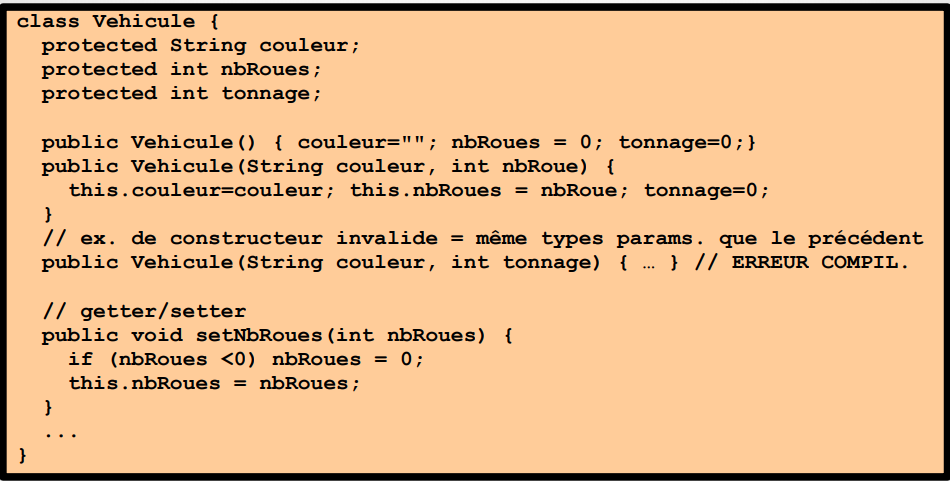 class Vehicule {
protected String couleur;
protected int nbRoues;
protected int tonnage;
public Vehicule() { couleur=""; nbRoues = 0; tonnage=0;}
public Vehicule(String couleur, int nbRoue) {
this.couleur=couleur; this.nbRoues = nbRoue; tonnage=0;
}
// ex. de constructeur invalide = même types params. que le précédent
public Vehicule(String couleur, int tonnage) { … } // ERREUR COMPIL.
// getter/setter
public void setNbRoues(int nbRoues) {
if (nbRoues <0) nbRoues = 0;
this.nbRoues = nbRoues;
}
...
}